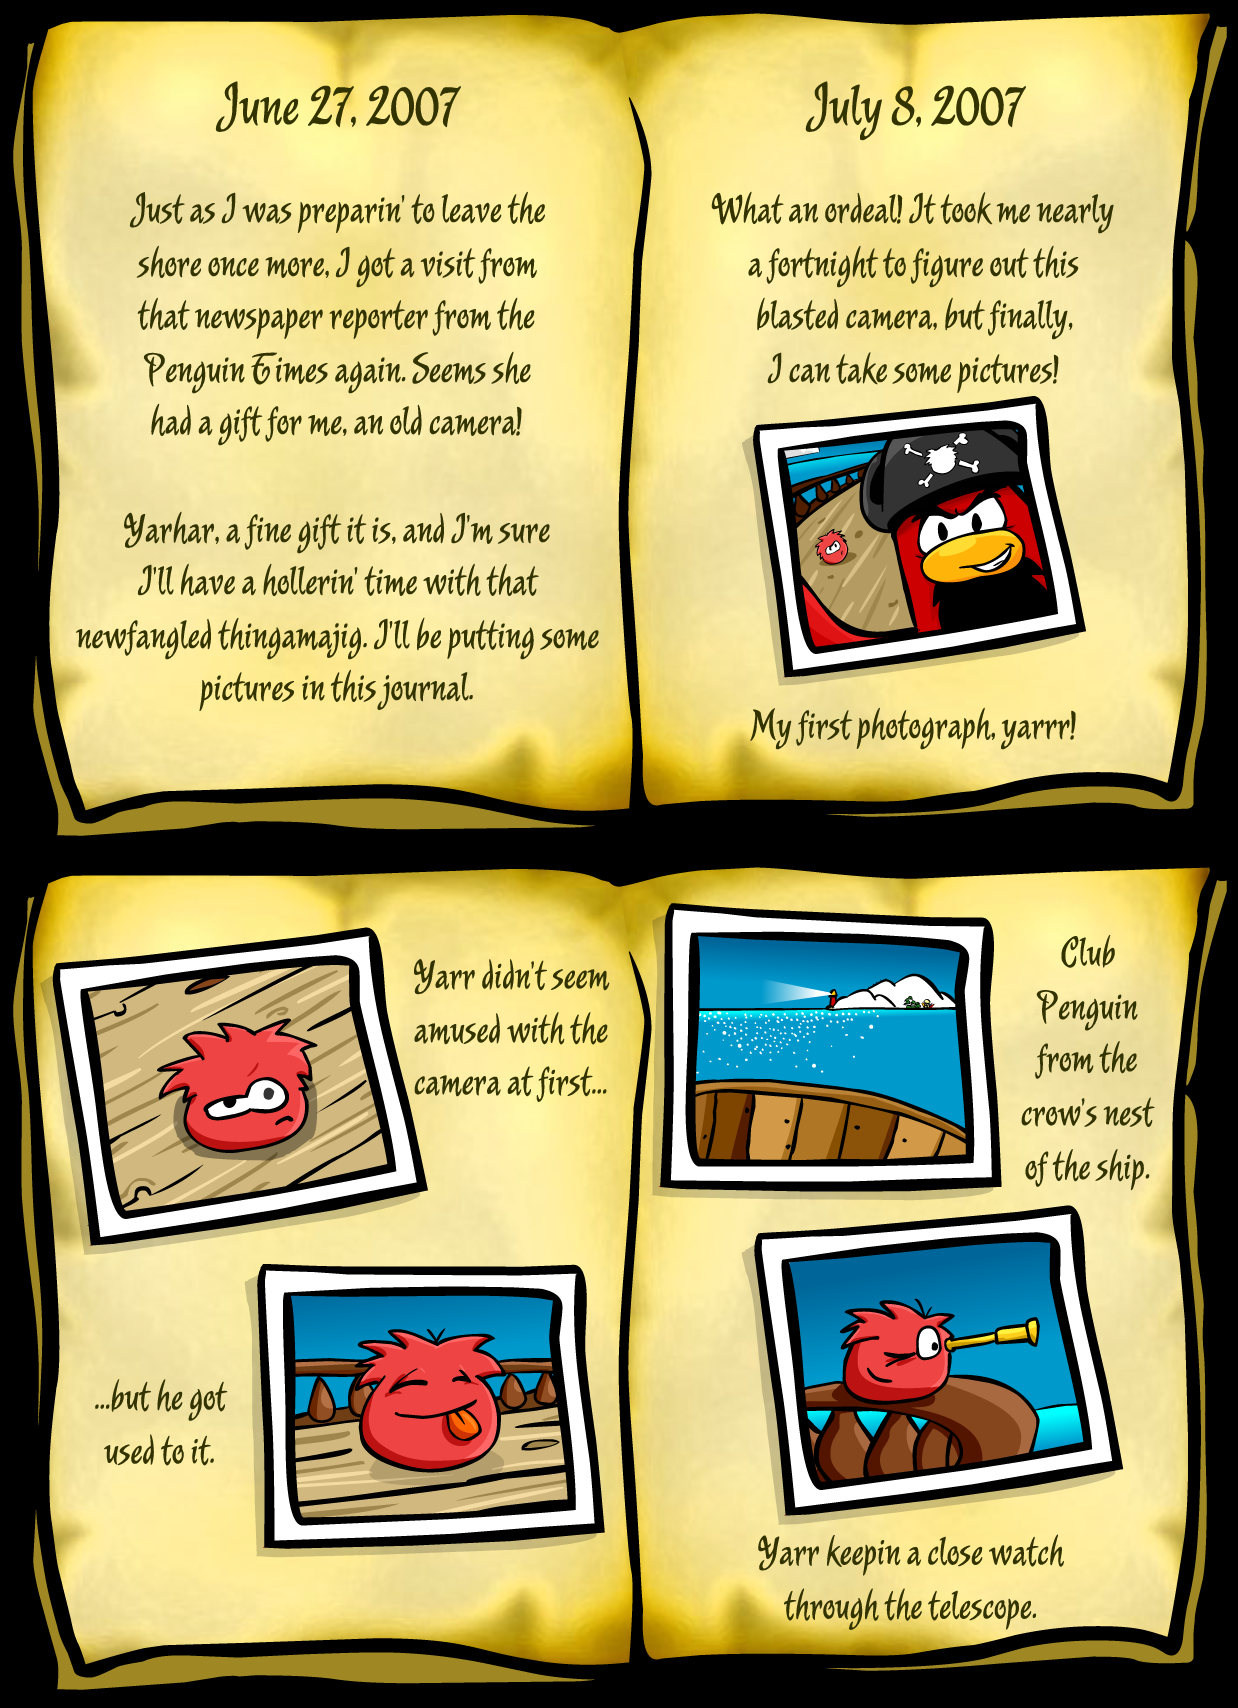 June 27, 2007
Just as I was preparin' to leave the
shore once more, I got a visit from
that newspaper reporter from the
Penguin Times again. Seems she
had a gift for me, an old camera!
Yarhar, a fine gift it is, and I'm sure
I'll have a hollerin' time with that
newfangled thingamajig. I'll be putting some
pictures in this journal.
July 8, 2007
What an ordeal! It took me nearly
a fortnight to figure out this
blasted camera, but finally,
I can take some pictures!
My first photograph, yarrr!
Yarr didn't seem
amused with the
camera at first...
...but he got
used to it.
Club
Penguin
from the
crow's nest
of the ship.
Yarr keepin a close watch
through the telescope.